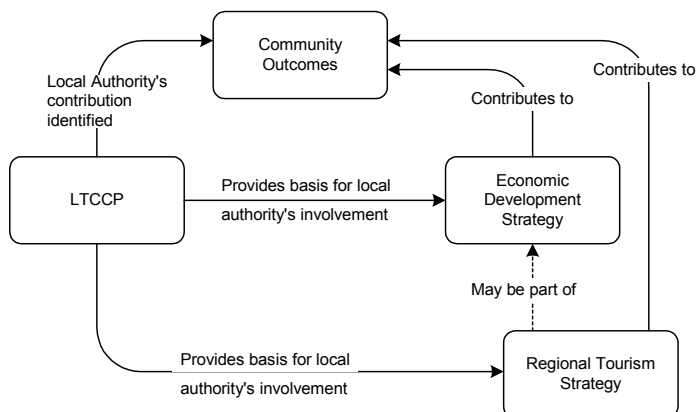 Community
Outcomes
Contributes to
Local Authority's
contribution
identified
Contributes to
LTCCP
Provides basis for local
authority's involvement
Economic
Development
Strategy
May be part of
Provides basis for local
authority's involvement
Regional Tourism
Strategy